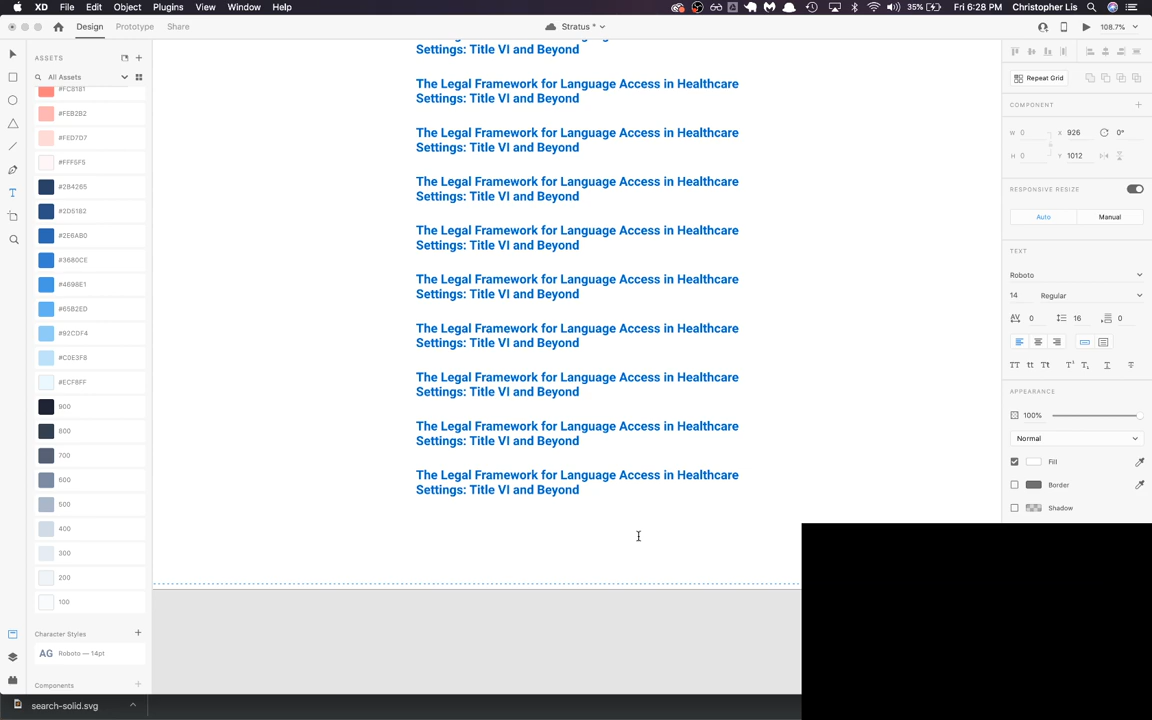 XD File Edit Object Plugins View Window Help
35% Fri 6:28 PM Christopher Lis
Design Prototype Share
Stratus *
108.7%
ASSETS
All Assets
#FC8181
#FEB2B2
#FED7D7
#FFF5F5
#2B4265
#2D5182
#2E6AB0
#3680CE
#4698E1
#65B2ED
#92CDF4
#C0E3F8
#ECF8FF
900
800
700
600
500
400
300
200
100
Character Styles
AG Roboto — 14pt
Components
search-solid.svg
Settings: Title VI and Beyond
The Legal Framework for Language Access in Healthcare
Settings: Title VI and Beyond
The Legal Framework for Language Access in Healthcare
Settings: Title VI and Beyond
The Legal Framework for Language Access in Healthcare
Settings: Title VI and Beyond
The Legal Framework for Language Access in Healthcare
Settings: Title VI and Beyond
The Legal Framework for Language Access in Healthcare
Settings: Title VI and Beyond
The Legal Framework for Language Access in Healthcare
Settings: Title VI and Beyond
The Legal Framework for Language Access in Healthcare
Settings: Title VI and Beyond
The Legal Framework for Language Access in Healthcare
Settings: Title VI and Beyond
The Legal Framework for Language Access in Healthcare
Settings: Title VI and Beyond
Repeat Grid
COMPONENT
W 0 X 926 0°
H 0 Y 1012
RESPONSIVE RESIZE
Auto Manual
TEXT
Roboto
14 Regular
AV 0 16 0
TT tt Tt T¹ T₁ T T
APPEARANCE
100%
Normal
Fill
Border
Shadow